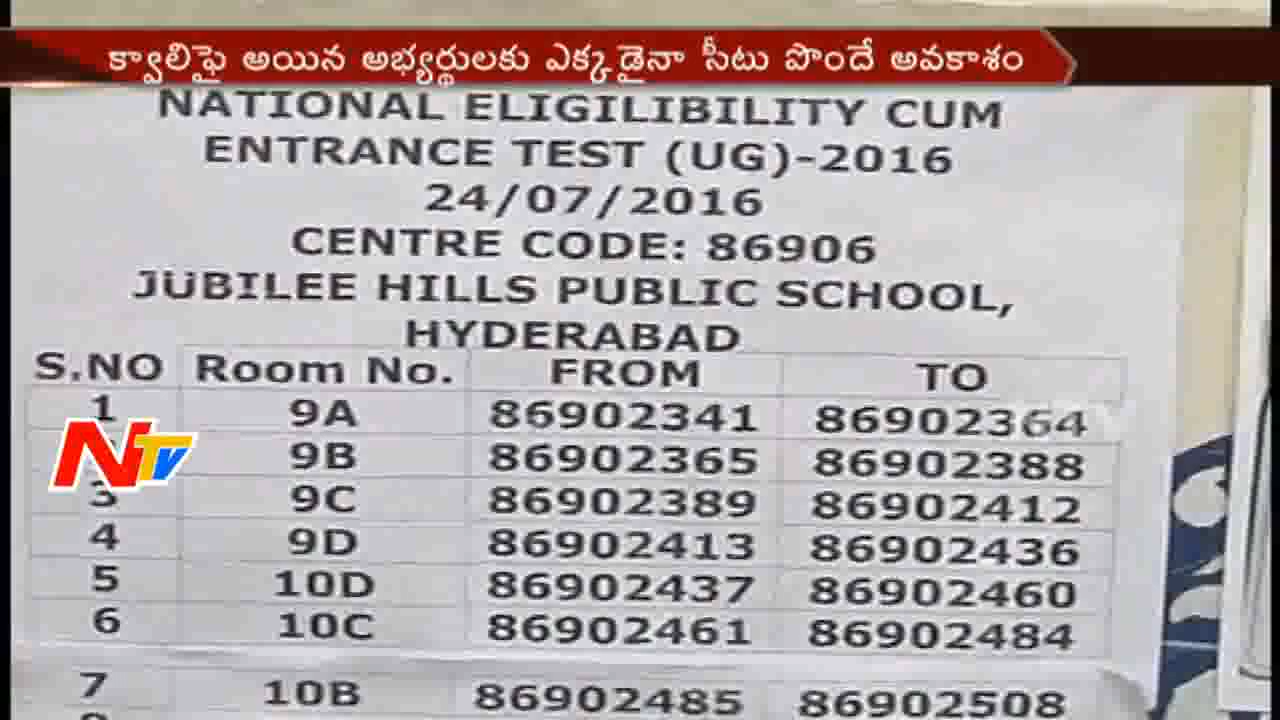 క్వాలిఫై అయిన అభ్యర్థులకు ఎక్కడైనా సీటు పొందే అవకాశం
NATIONAL ELIGILIBILITY CUM
ENTRANCE TEST (UG)-2016
24/07/2016
CENTRE CODE: 86906
JUBILEE HILLS PUBLIC SCHOOL,
HYDERABAD
S.NO Room No. FROM TO
1 9A 86902341 86902364
NTV
9B 86902365 86902388
3 9C 86902389 86902412
4 9D 86902413 86902436
5 10D 86902437 86902460
6 10C 86902461 86902484
7 10B 86902485 86902508